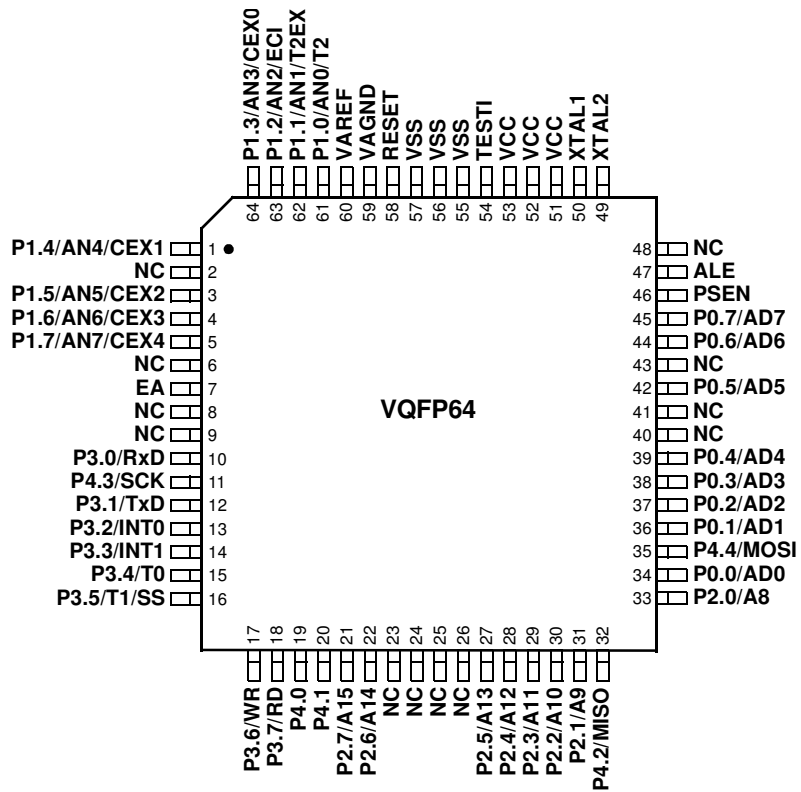 P1.3/AN3/CEX0
P1.2/AN2/ECI
P1.1/AN1/T2EX
P1.0/AN0/T2
VAREF
VAGND
RESET
VSS
VSS
VSS
TESTI
VCC
VCC
VCC
XTAL1
XTAL2
64
63
62
61
60
59
58
57
56
55
54
53
52
51
50
49
P1.4/AN4/CEX1 1
NC 2
P1.5/AN5/CEX2 3
P1.6/AN6/CEX3 4
P1.7/AN7/CEX4 5
NC 6
EA 7
NC 8
NC 9
P3.0/RxD 10
P4.3/SCK 11
P3.1/TxD 12
P3.2/INT0 13
P3.3/INT1 14
P3.4/T0 15
P3.5/T1/SS 16
VQFP64
48 NC
47 ALE
46 PSEN
45 P0.7/AD7
44 P0.6/AD6
43 NC
42 P0.5/AD5
41 NC
40 NC
39 P0.4/AD4
38 P0.3/AD3
37 P0.2/AD2
36 P0.1/AD1
35 P4.4/MOSI
34 P0.0/AD0
33 P2.0/A8
17
18
19
20
21
22
23
24
25
26
27
28
29
30
31
32
P3.6/WR
P3.7/RD
P4.0
P4.1
P2.7/A15
P2.6/A14
NC
NC
NC
NC
P2.5/A13
P2.4/A12
P2.3/A11
P2.2/A10
P2.1/A9
P4.2/MISO